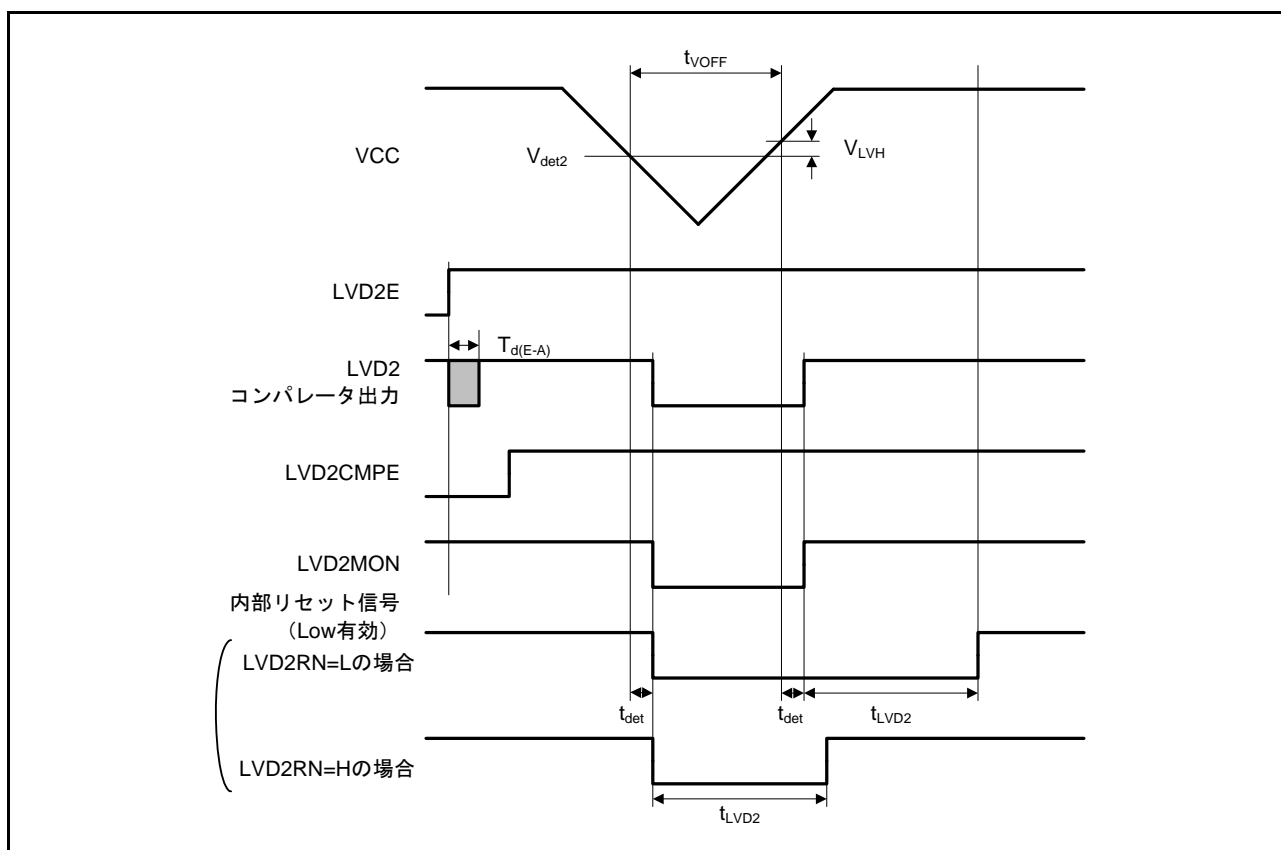 tVOFF
VCC
Vdet2
VLVH
LVD2E
Td(E-A)
LVD2
コンパレータ出力
LVD2CMPE
LVD2MON
内部リセット信号
（Low有効）
LVD2RN=Lの場合
tdet
tdet
tLVD2
LVD2RN=Hの場合
tLVD2